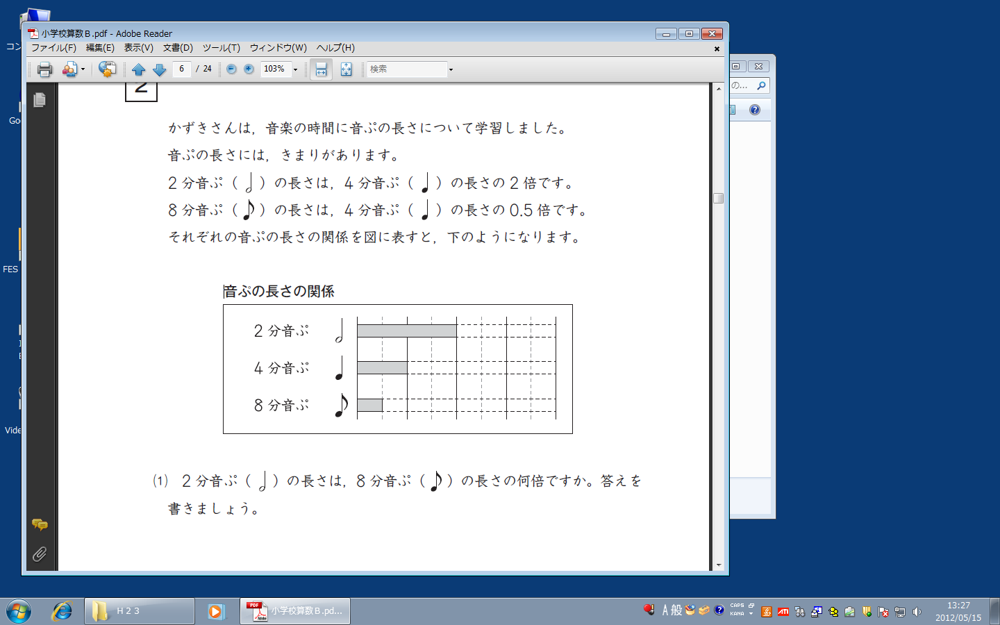 コン
小学校算数Ｂ.pdf - Adobe Reader
ファイル(F) 編集(E) 表示(V) 文書(D) ツール(T) ウィンドウ(W) ヘルプ(H)
6 / 24 103% 検索
の...
2
Goo
かずきさんは，音楽の時間に音ぷの長さについて学習しました。
音ぷの長さには，きまりがあります。
2 分音ぷ（ ）の長さは，4 分音ぷ（ ）の長さの 2 倍です。
8 分音ぷ（ ）の長さは，4 分音ぷ（ ）の長さの 0.5 倍です。
それぞれの音ぷの長さの関係を図に表すと，下のようになります。
FES
音ぷの長さの関係
2 分音ぷ
4 分音ぷ
8 分音ぷ
Vide
⑴ 2 分音ぷ（ ）の長さは，8 分音ぷ（ ）の長さの何倍ですか。答えを
書きましょう。
Ｈ２３
PDF
Adobe
小学校算数Ｂ.pd...
A 般
CAPS
KANA
ATI
13:27
2012/05/15